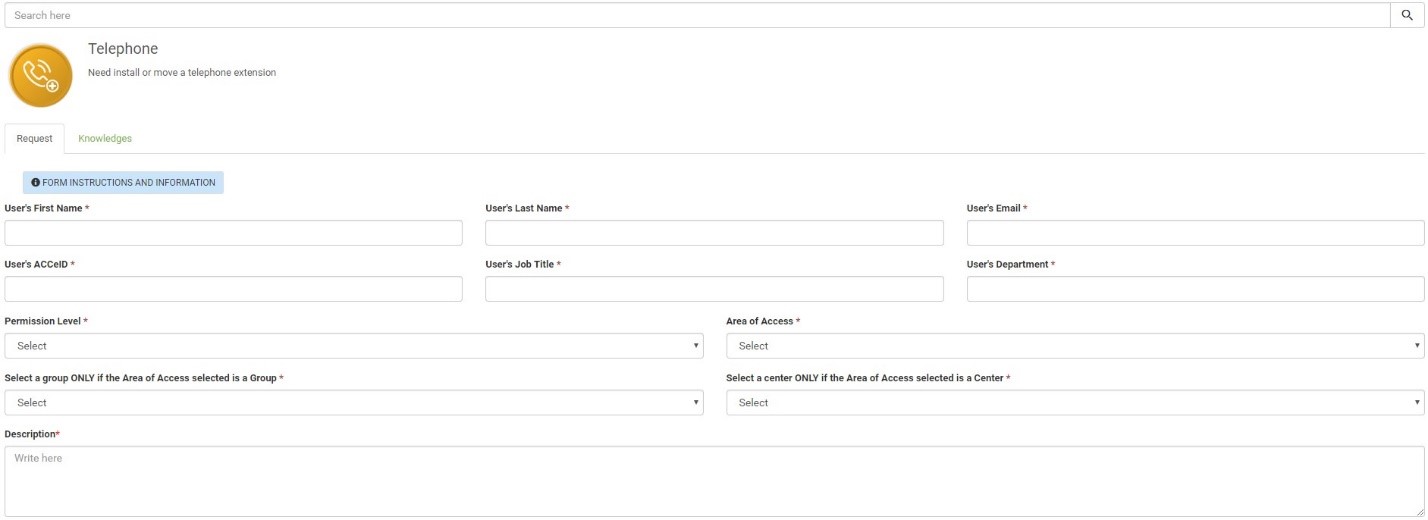 Search here
Telephone
Need install or move a telephone extension
Request Knowledges
FORM INSTRUCTIONS AND INFORMATION
User's First Name * User's Last Name * User's Email *
User's ACCeID * User's Job Title * User's Department *
Permission Level * Area of Access *
Select Select
Select a group ONLY if the Area of Access selected is a Group * Select a center ONLY if the Area of Access selected is a Center *
Select Select
Description*
Write here